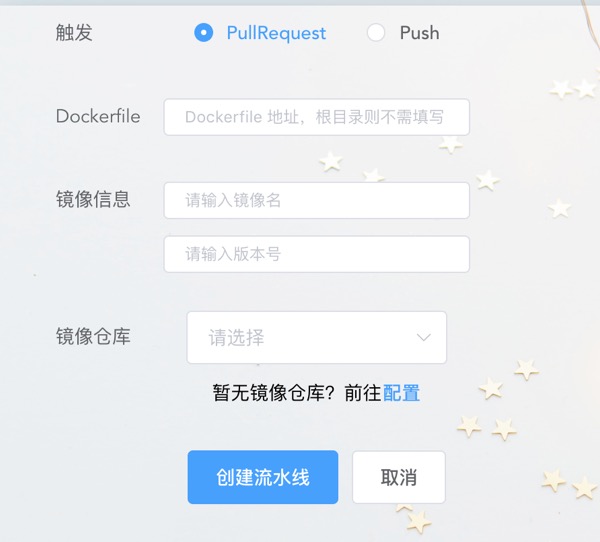 触发 PullRequest Push
Dockerfile Dockerfile 地址，根目录则不需填写
镜像信息 请输入镜像名
请输入版本号
镜像仓库 请选择
暂无镜像仓库？前往配置
创建流水线 取消